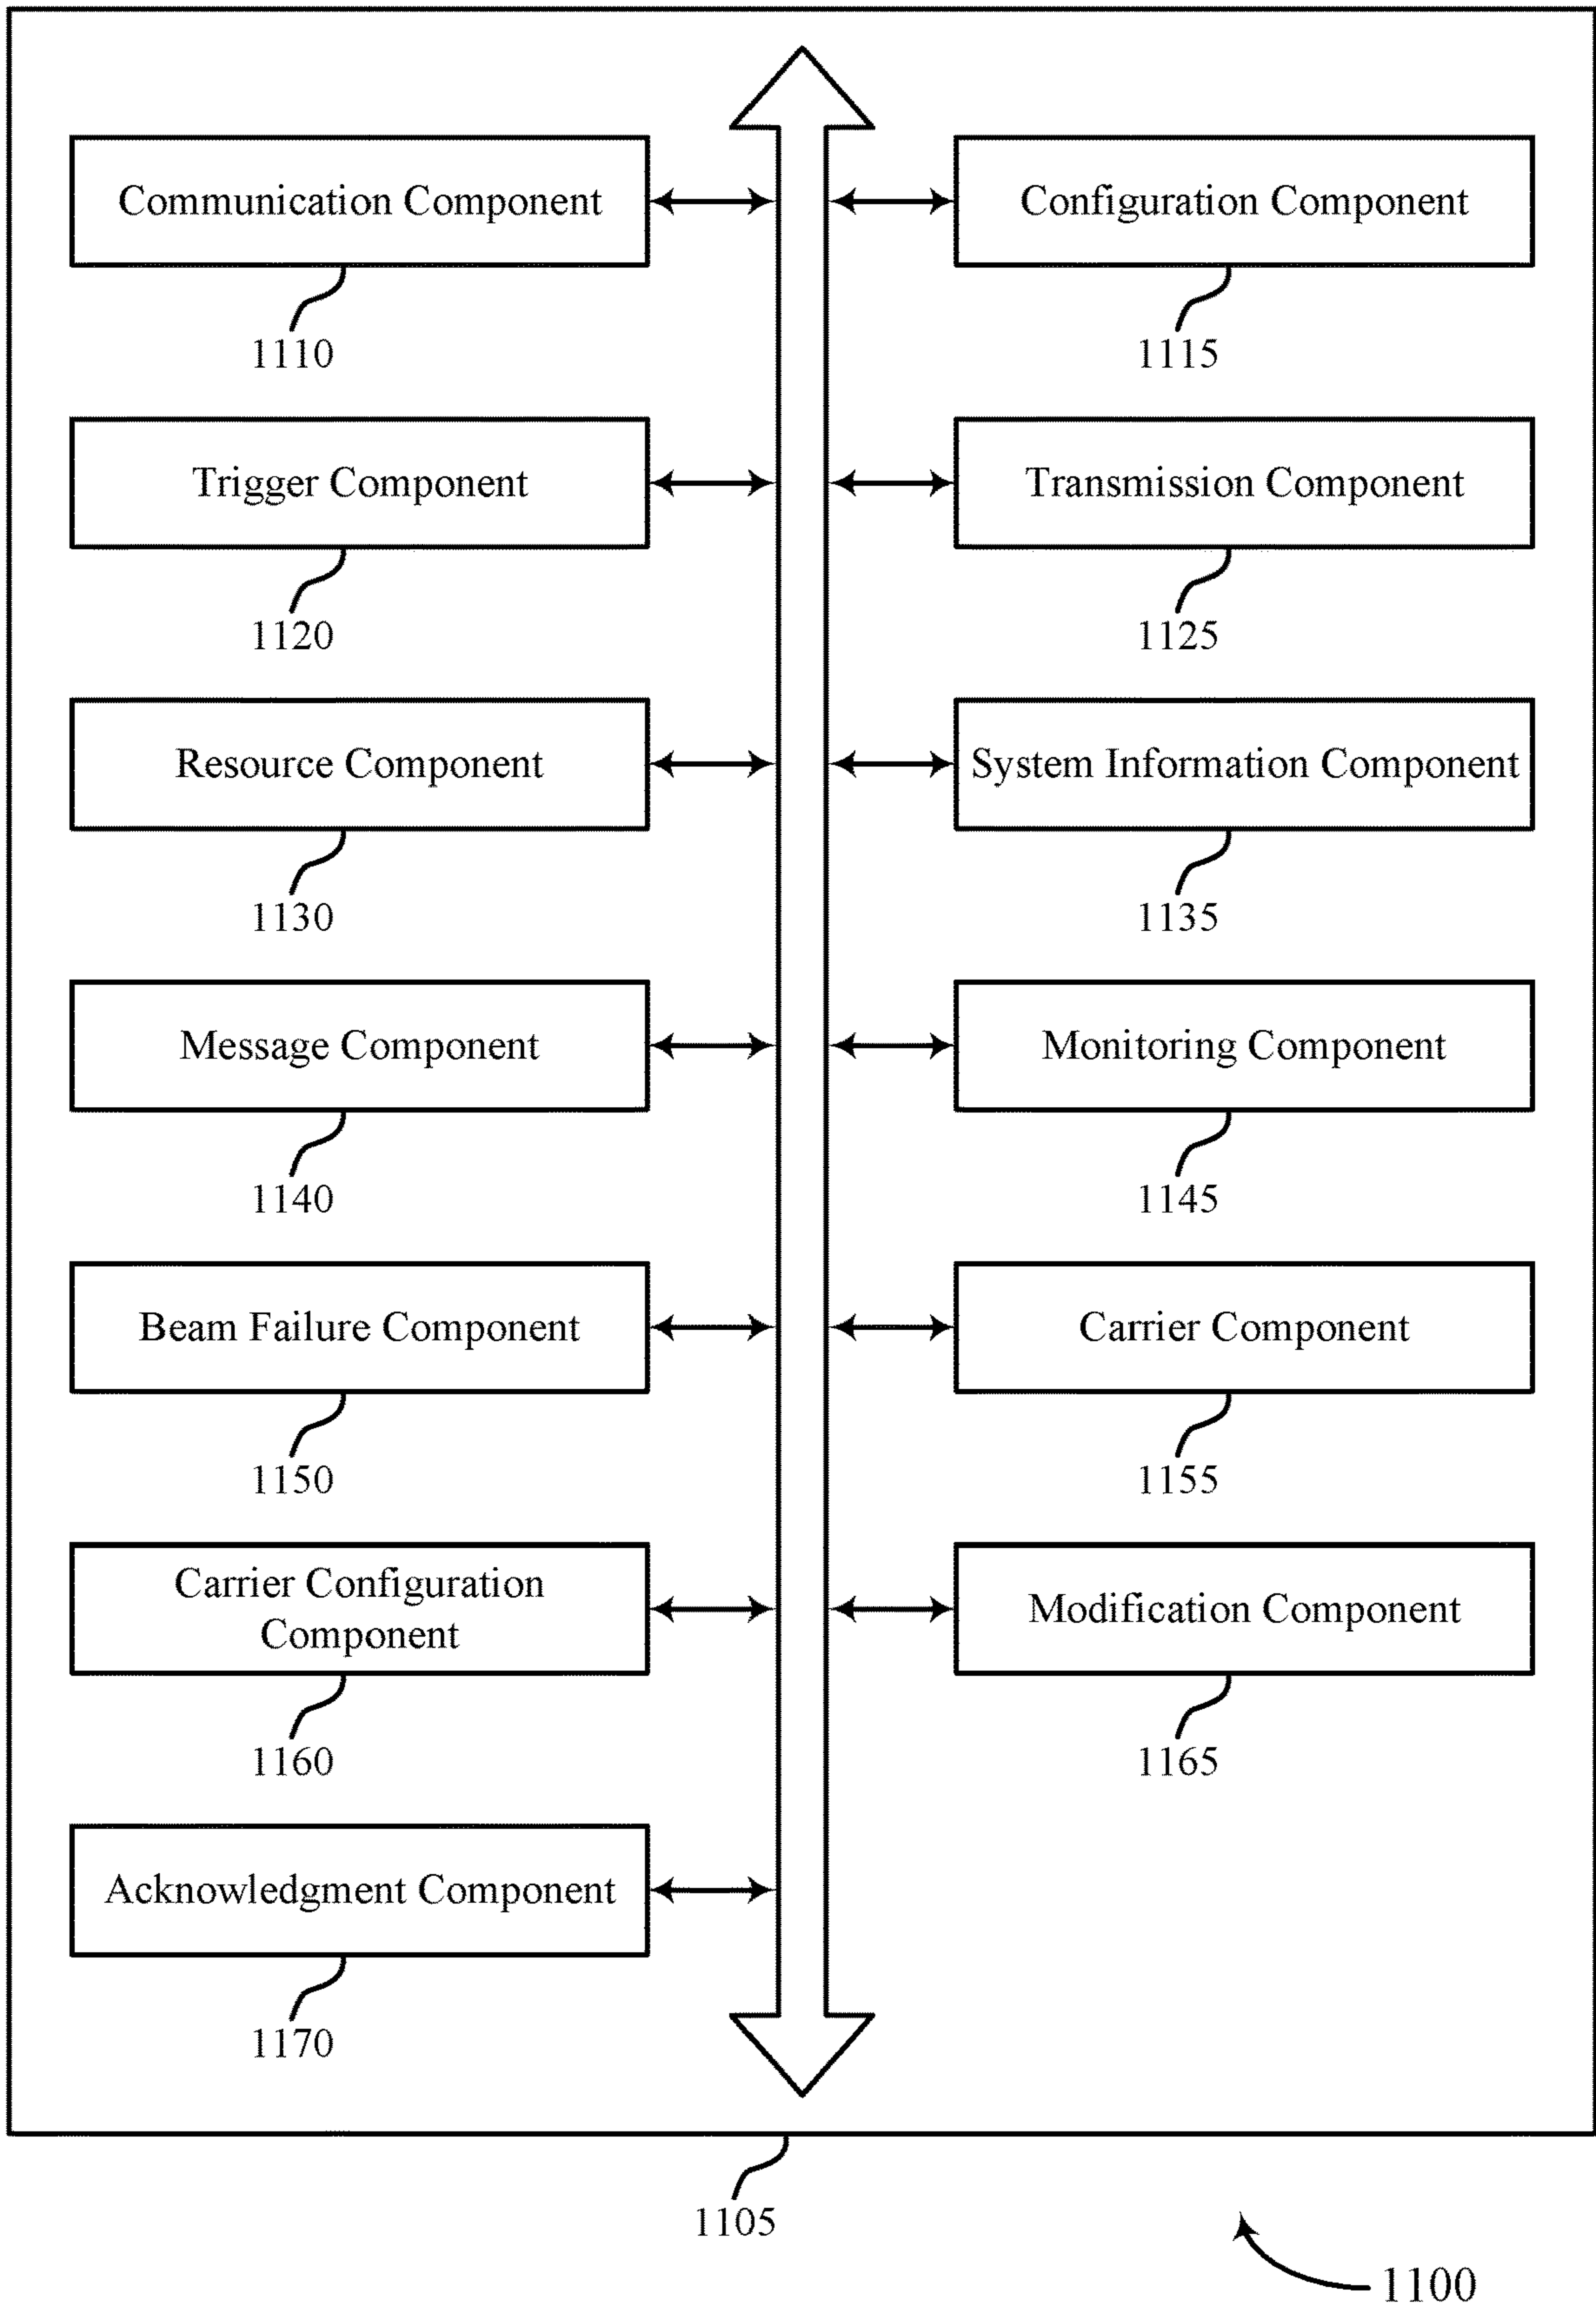 Communication Component
Configuration Component
1110
1115
Trigger Component
Transmission Component
1120
1125
Resource Component
System Information Component
1130
1135
Message Component
Monitoring Component
1140
1145
Beam Failure Component
Carrier Component
1150
1155
Carrier Configuration
Component
Modification Component
1160
1165
Acknowledgment Component
1170
1105
1100